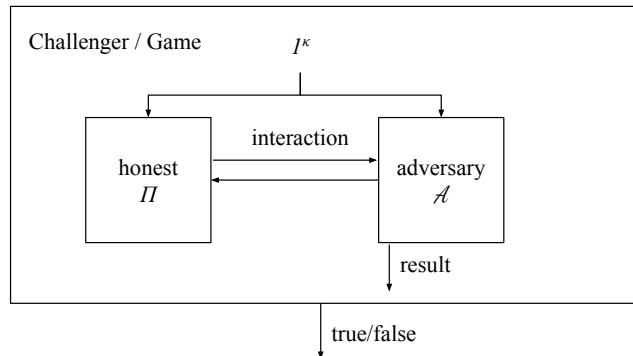 Challenger / Game
1^κ
interaction
honest
Π
adversary
𝒜
result
true/false